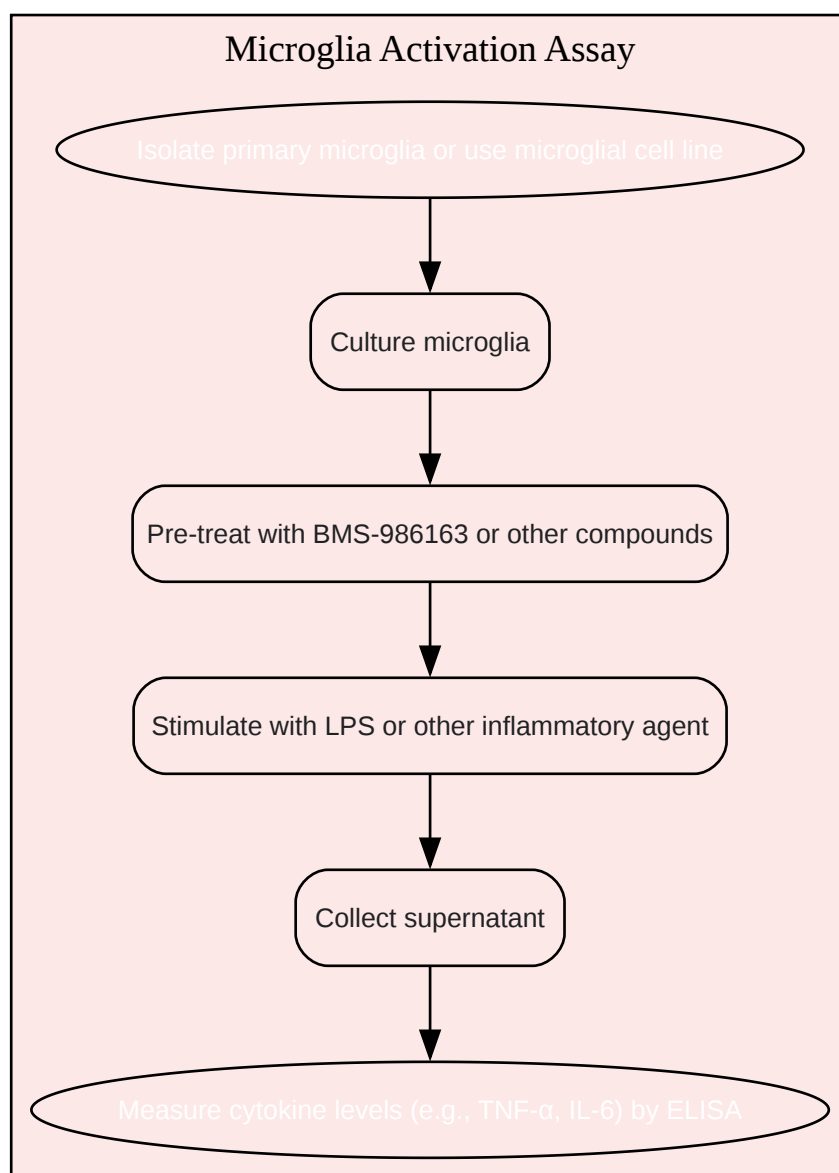 Microglia Activation Assay
Isolate primary microglia or use microglial cell line
Culture microglia
Pre-treat with BMS-986163 or other compounds
Stimulate with LPS or other inflammatory agent
Collect supernatant
Measure cytokine levels (e.g., TNF-α, IL-6) by ELISA